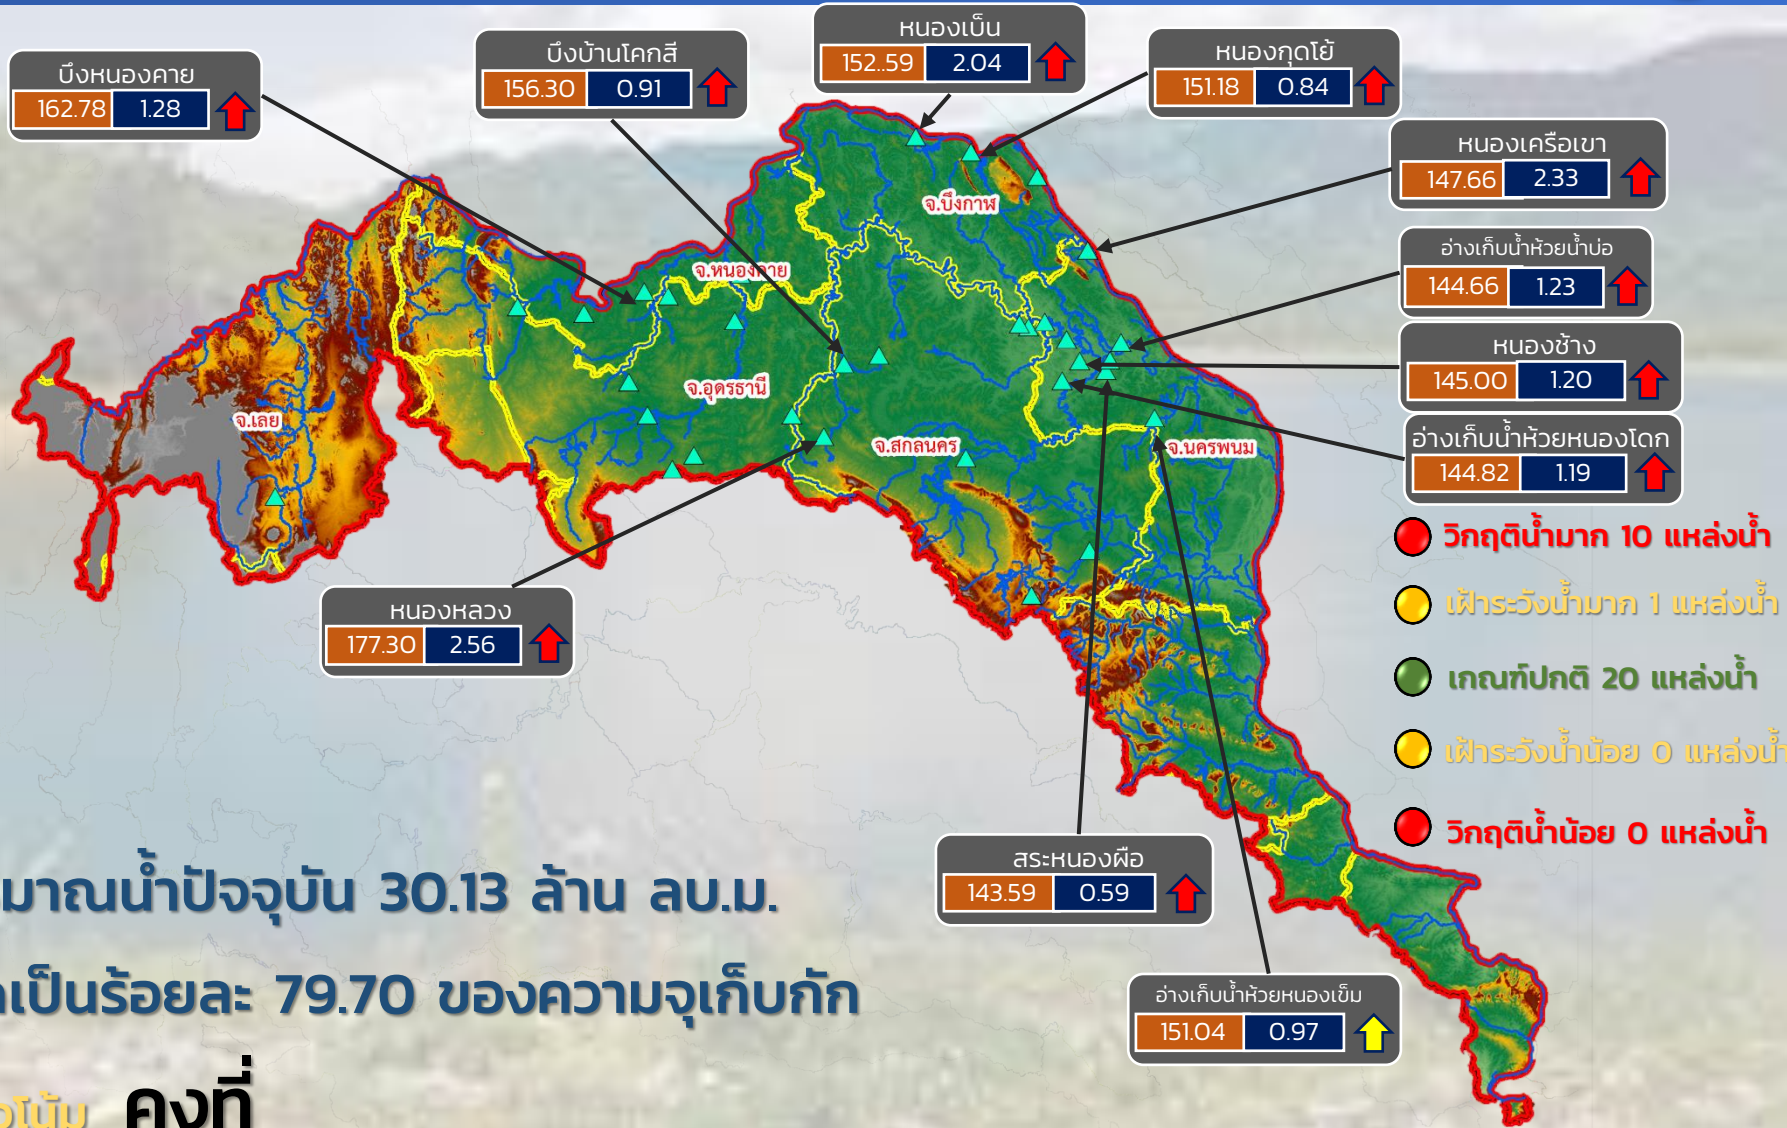 หนองเบ็น
152..59 2.04
บึงบ้านโคกสี
156.30 0.91
หนองกุดโย้
151.18 0.84
บึงหนองคาย
162.78 1.28
หนองเครือเขา
147.66 2.33
อ่างเก็บน้ำห้วยน้ำบ่อ
144.66 1.23
หนองช้าง
145.00 1.20
อ่างเก็บน้ำห้วยหนองโดก
144.82 1.19
จ.บึงกาฬ
จ.หนองคาย
จ.อุดรธานี
จ.เลย
จ.สกลนคร
จ.นครพนม
วิกฤติน้ำมาก 10 แหล่งน้ำ
เฝ้าระวังน้ำมาก 1 แหล่งน้ำ
เกณฑ์ปกติ 20 แหล่งน้ำ
เฝ้าระวังน้ำน้อย 0 แหล่งน้ำ
วิกฤติน้ำน้อย 0 แหล่งน้ำ
หนองหลวง
177.30 2.56
สระหนองผือ
143.59 0.59
อ่างเก็บน้ำห้วยหนองเข็ม
151.04 0.97
มาณน้ำปัจจุบัน 30.13 ล้าน ลบ.ม.
เป็นร้อยละ 79.70 ของความจุเก็บกัก
โน้ม คงที่